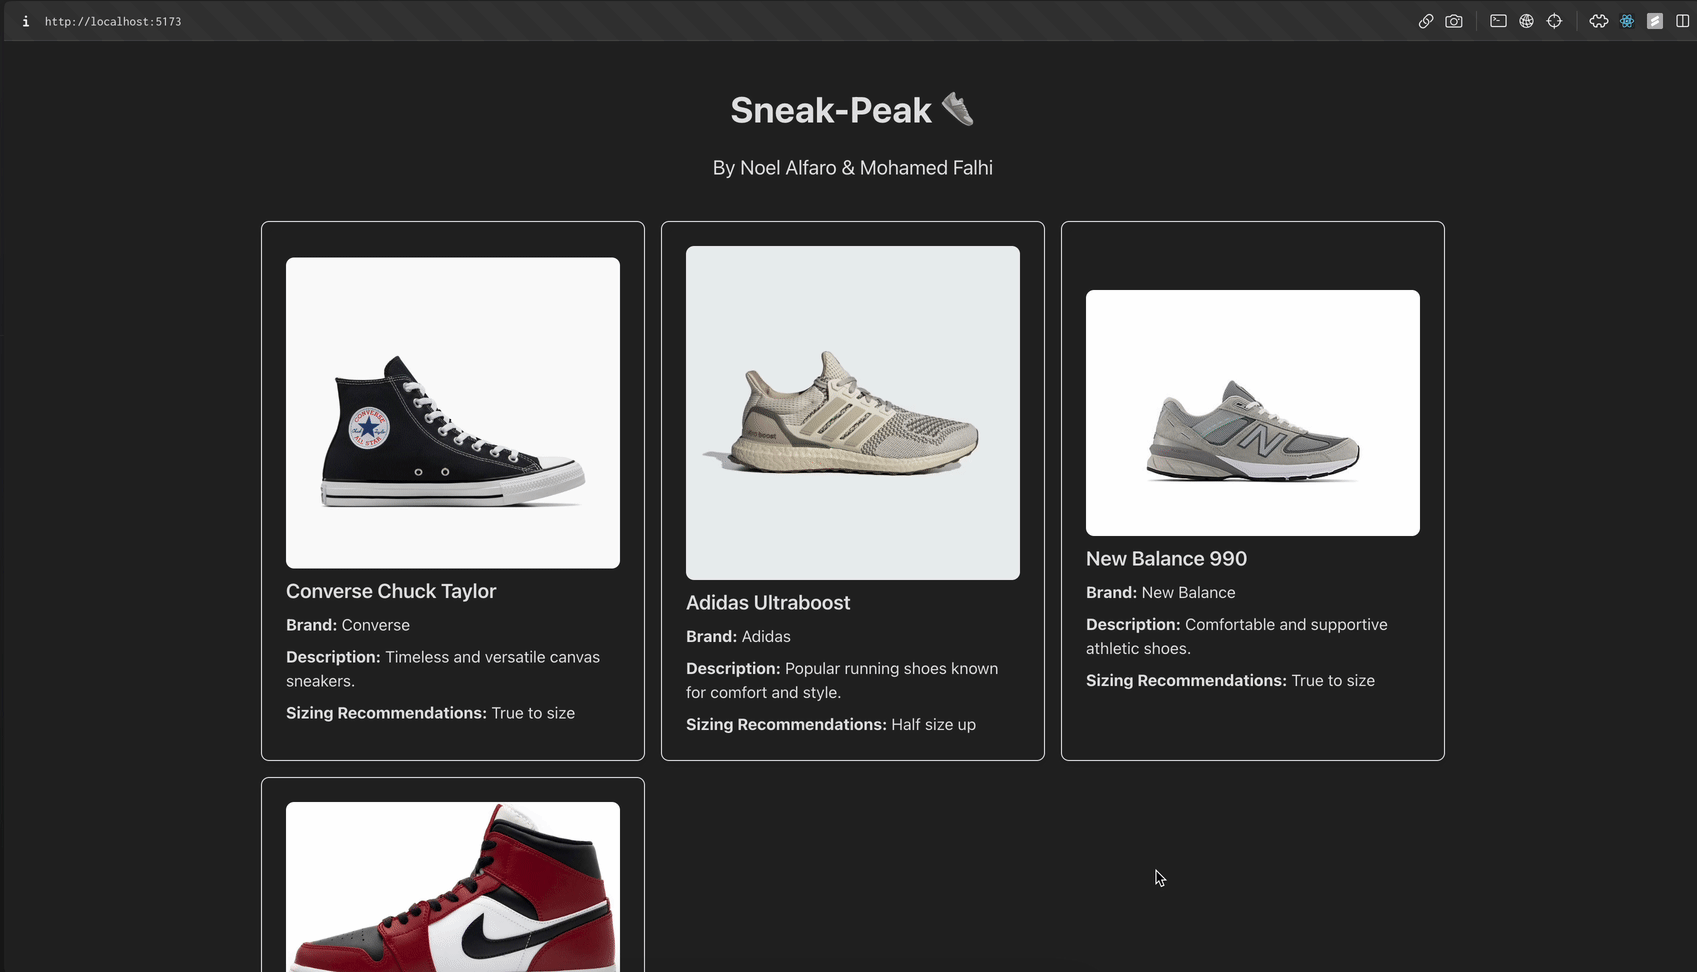 http://localhost:5173
Sneak-Peak
By Noel Alfaro & Mohamed Falhi
CONVERSE
ALL STAR
Converse Chuck Taylor
Brand: Converse
Description: Timeless and versatile canvas
sneakers.
Sizing Recommendations: True to size
Adidas Ultraboost
Brand: Adidas
Description: Popular running shoes known
for comfort and style.
Sizing Recommendations: Half size up
N
New Balance 990
Brand: New Balance
Description: Comfortable and supportive
athletic shoes.
Sizing Recommendations: True to size